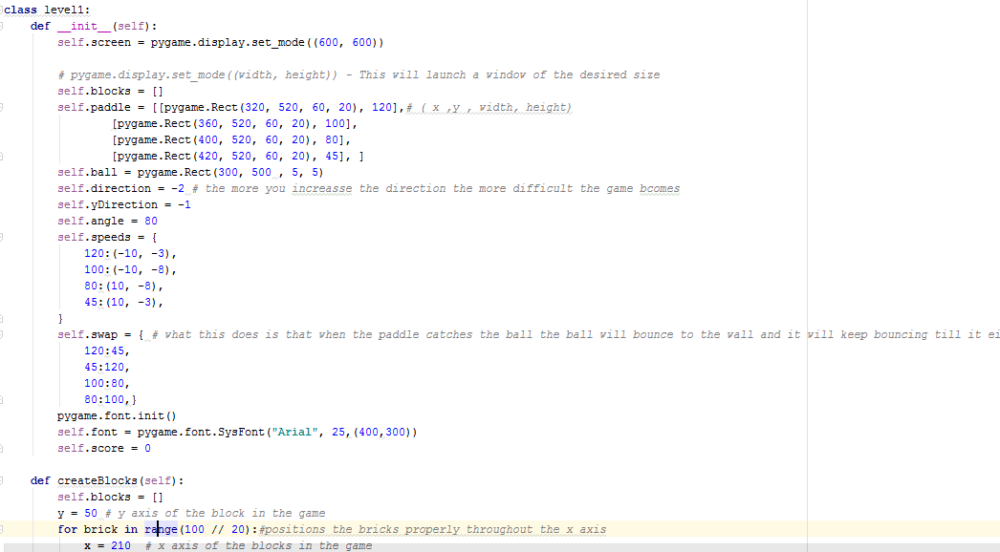 class level1:
def __init__(self):
self.screen = pygame.display.set_mode((600, 600))
# pygame.display.set_mode((width, height)) - This will launch a window of the desired size
self.blocks = []
self.paddle = [[pygame.Rect(320, 520, 60, 20), 120],# ( x ,y , width, height)
[pygame.Rect(360, 520, 60, 20), 100],
[pygame.Rect(400, 520, 60, 20), 80],
[pygame.Rect(420, 520, 60, 20), 45], ]
self.ball = pygame.Rect(300, 500 , 5, 5)
self.direction = -2 # the more you increasse the direction the more difficult the game bcomes
self.yDirection = -1
self.angle = 80
self.speeds = {
120:(-10, -3),
100:(-10, -8),
80:(10, -8),
45:(10, -3),
}
self.swap = { # what this does is that when the paddle catches the ball the ball will bounce to the wall and it will keep bouncing till it ei
120:45,
45:120,
100:80,
80:100,}
pygame.font.init()
self.font = pygame.font.SysFont("Arial", 25,(400,300))
self.score = 0
def createBlocks(self):
self.blocks = []
y = 50 # y axis of the block in the game
for brick in range(100 // 20):#positions the bricks properly throughout the x axis
x = 210  # x axis of the blocks in the game